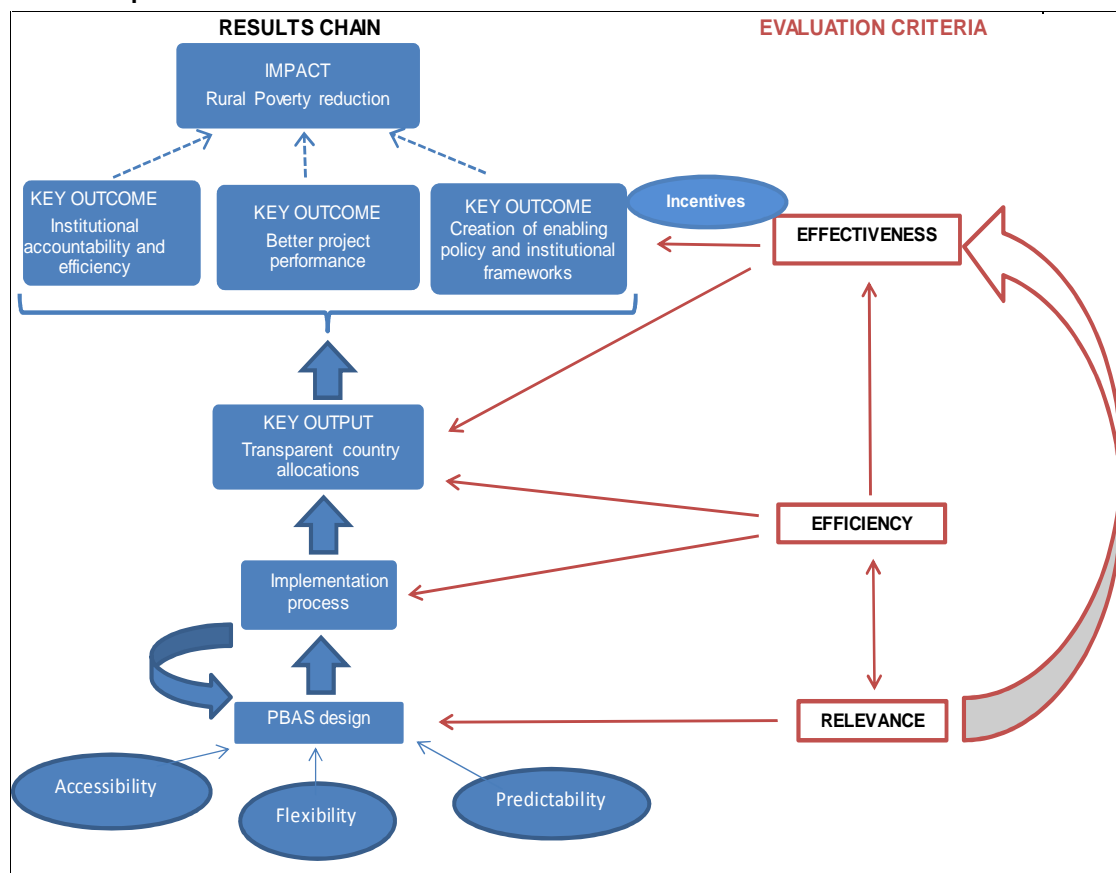 RESULTS CHAIN
EVALUATION CRITERIA
IMPACT
Rural Poverty reduction
KEY OUTCOME
Institutional
accountability and
efficiency
KEY OUTCOME
Better project
performance
KEY OUTCOME
Creation of enabling
policy and institutional
frameworks
Incentives
EFFECTIVENESS
KEY OUTPUT
Transparent country
allocations
EFFICIENCY
Implementation
process
PBAS design
RELEVANCE
Accessibility
Flexibility
Predictability